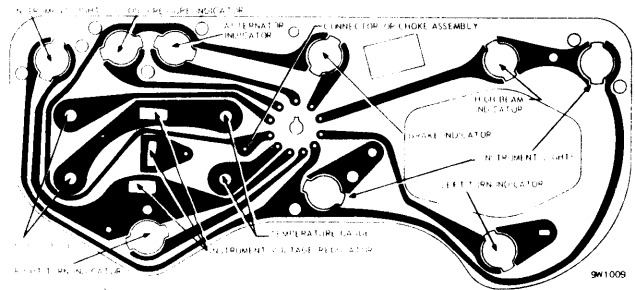 INSTRUMENT LIGHT
OIL PRESSURE INDICATOR
ALTERNATOR
INDICATOR
CONNECTOR OR CHOKE ASSEMBLY
HIGH BEAM
INDICATOR
BRAKE INDICATOR
INSTRUMENT LIGHTS
LEFT TURN INDICATOR
TEMPERATURE GAUGE
INSTRUMENT VOLTAGE REGULATOR
RIGHT TURN INDICATOR
9W1009